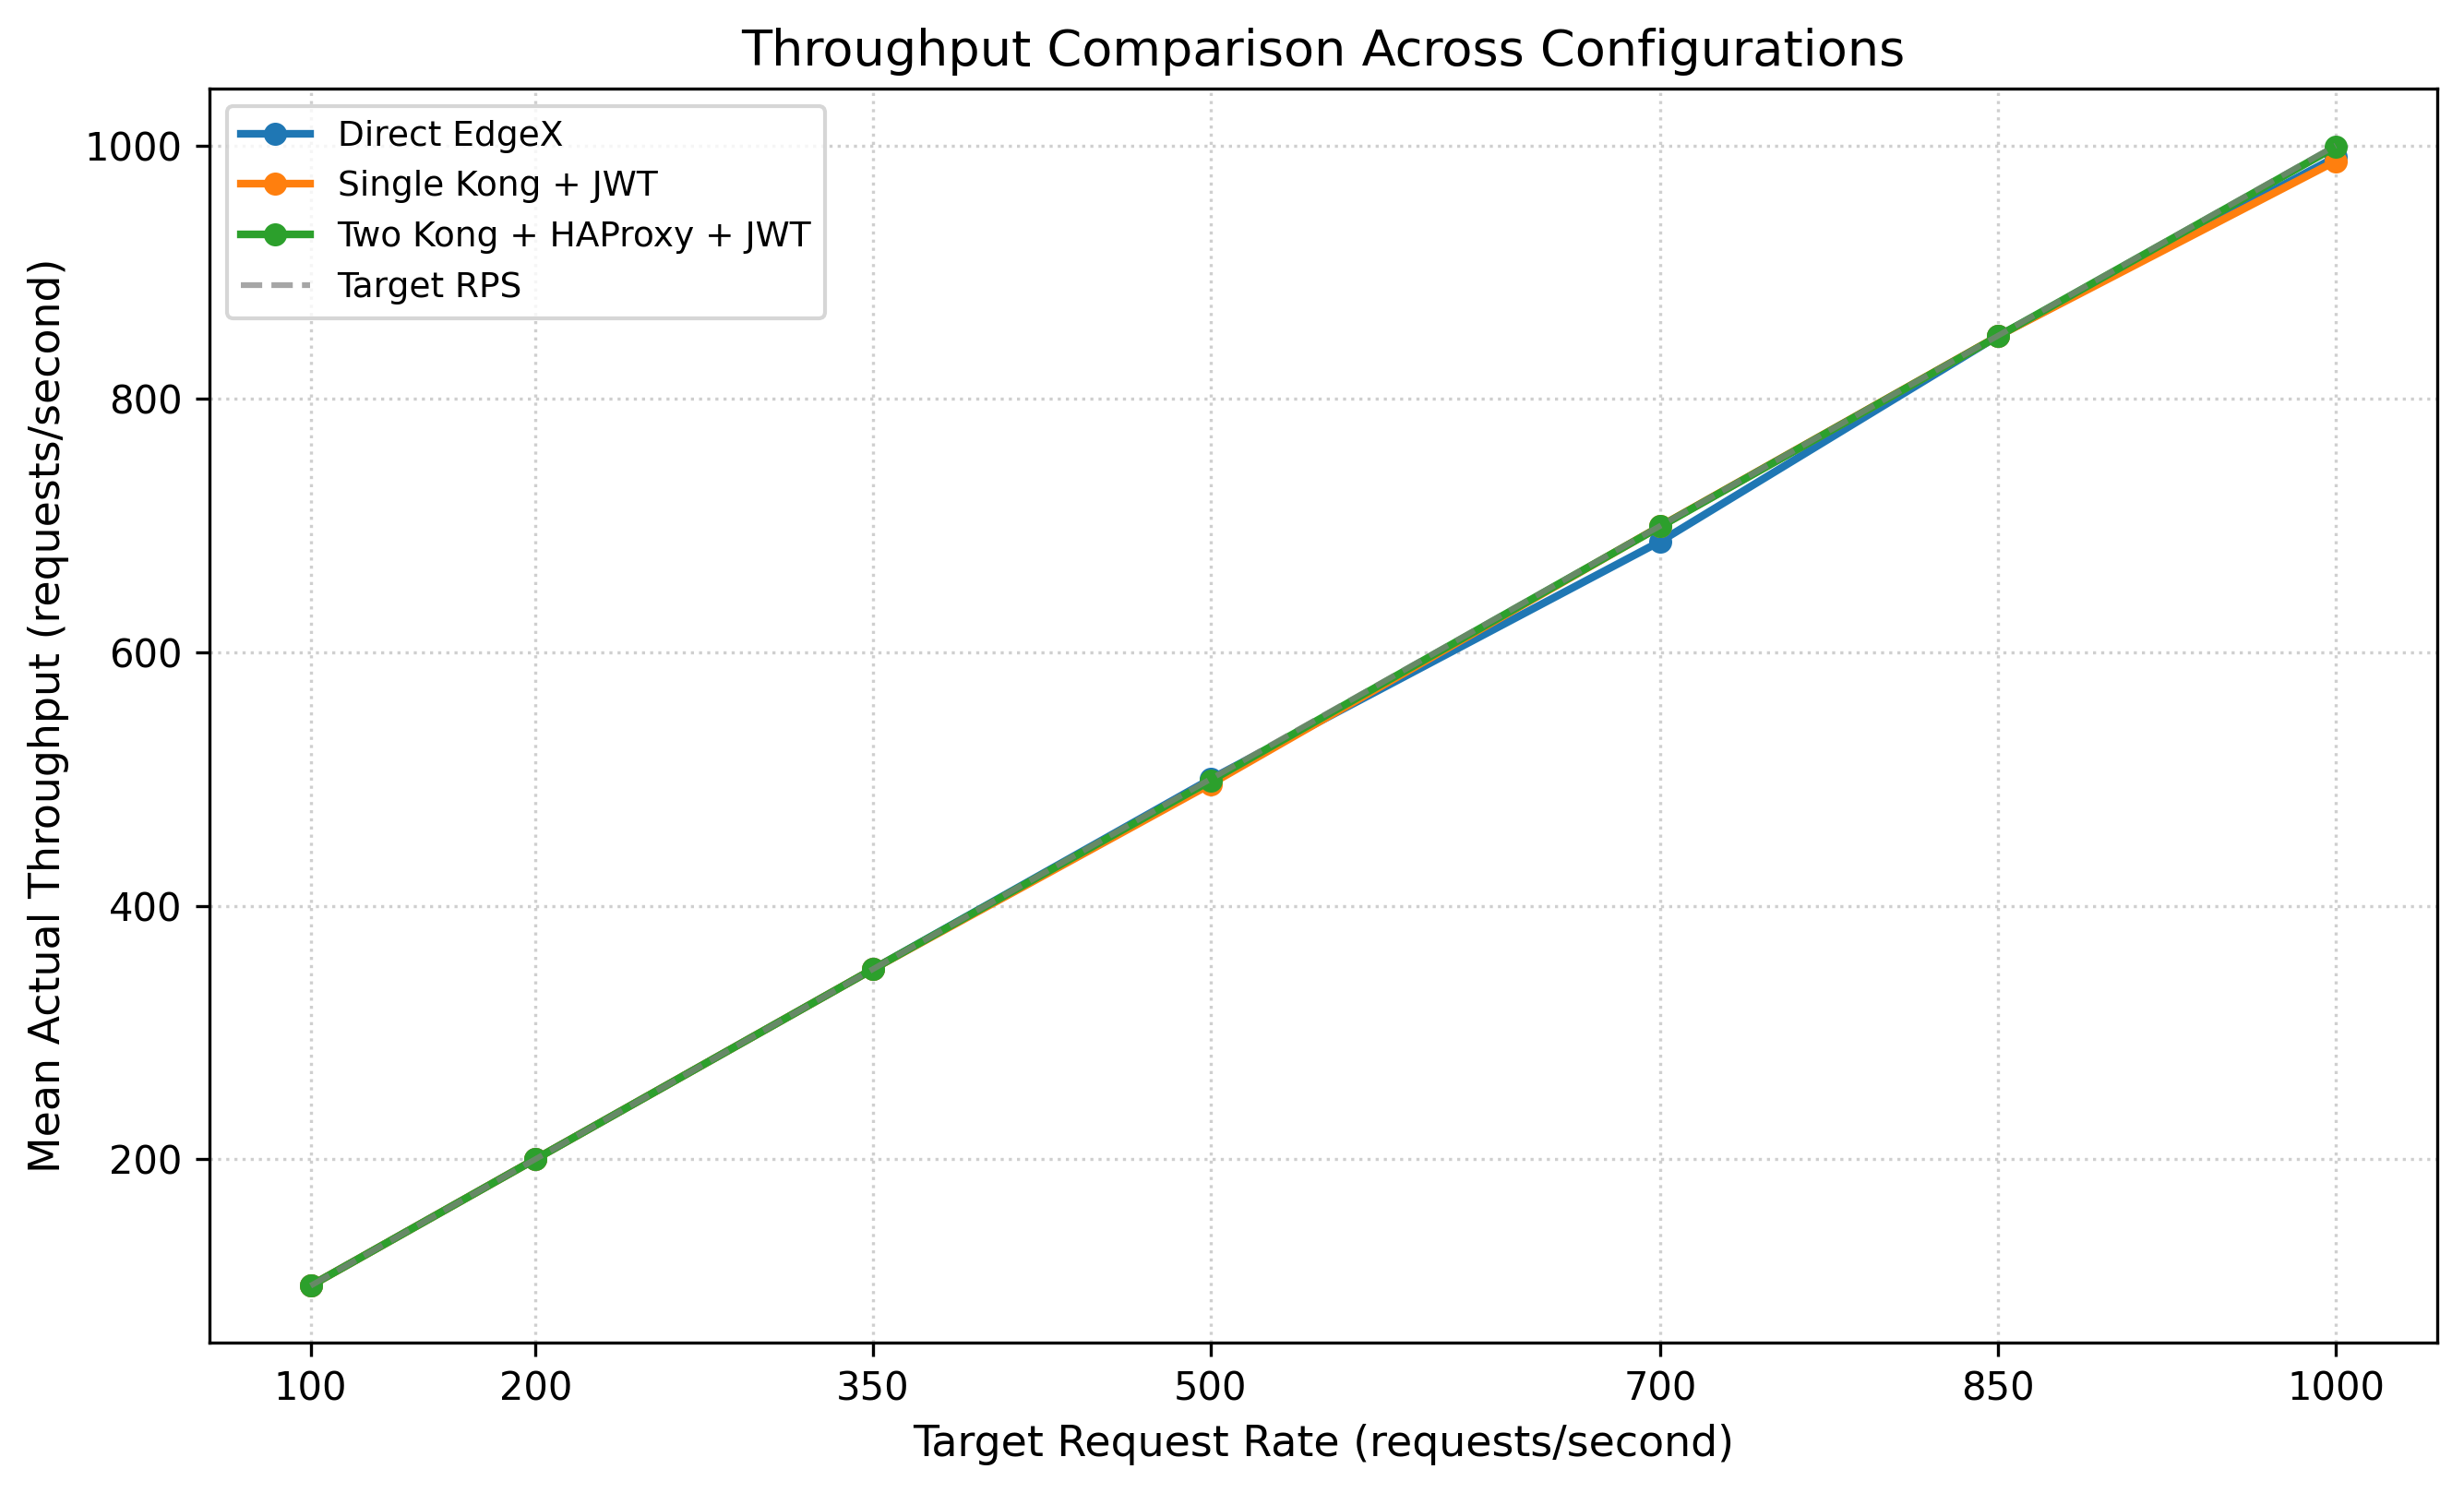 Throughput Comparison Across Configurations
Direct EdgeX
Single Kong + JWT
Two Kong + HAProxy + JWT
Target RPS
Mean Actual Throughput (requests/second)
1000
800
600
400
200
100 200 350 500 700 850 1000
Target Request Rate (requests/second)